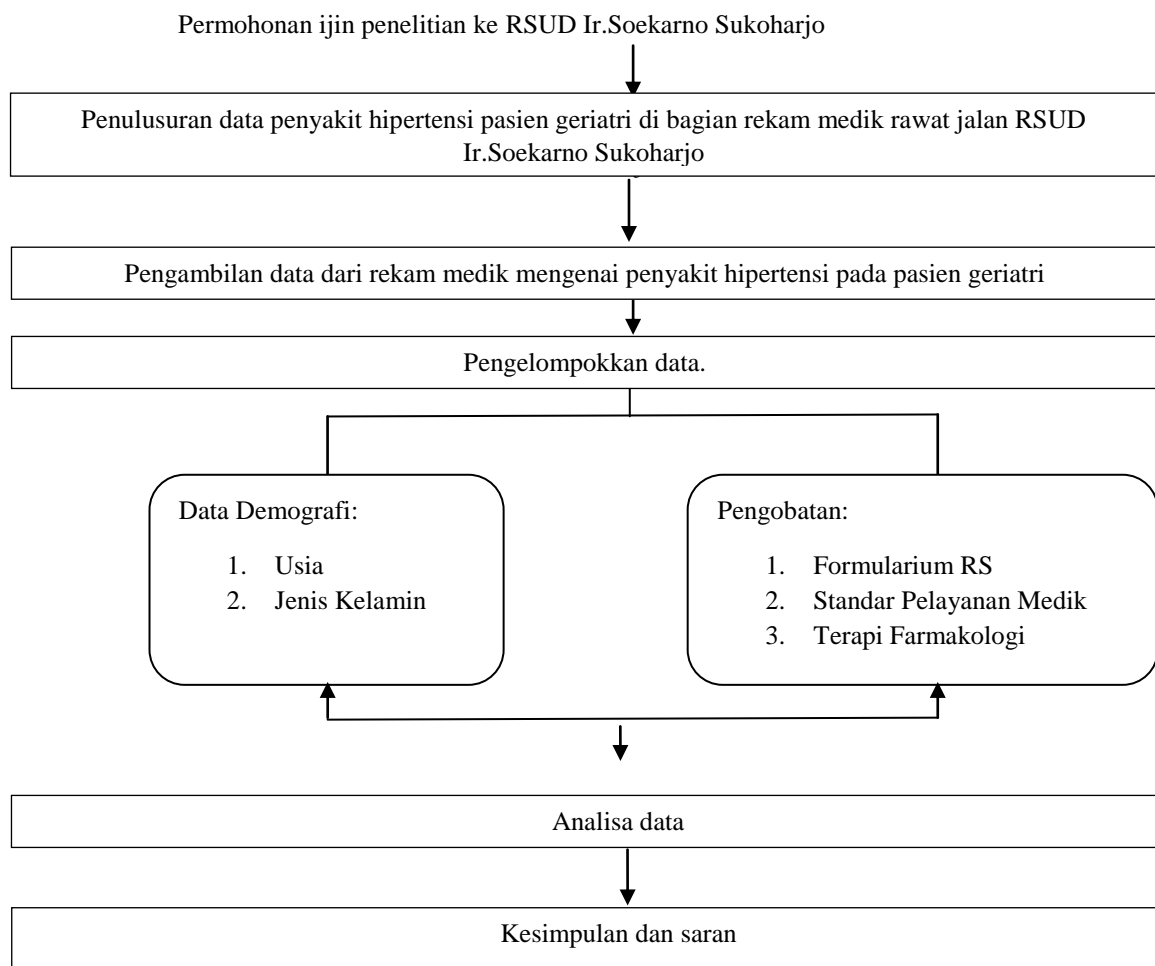 Permohonan ijin penelitian ke RSUD Ir.Soekarno Sukoharjo
Penulusuran data penyakit hipertensi pasien geriatri di bagian rekam medik rawat jalan RSUD
Ir.Soekarno Sukoharjo
Pengambilan data dari rekam medik mengenai penyakit hipertensi pada pasien geriatri
Pengelompokkan data.
Data Demografi:
1. Usia
2. Jenis Kelamin
Pengobatan:
1. Formularium RS
2. Standar Pelayanan Medik
3. Terapi Farmakologi
Analisa data
Kesimpulan dan saran